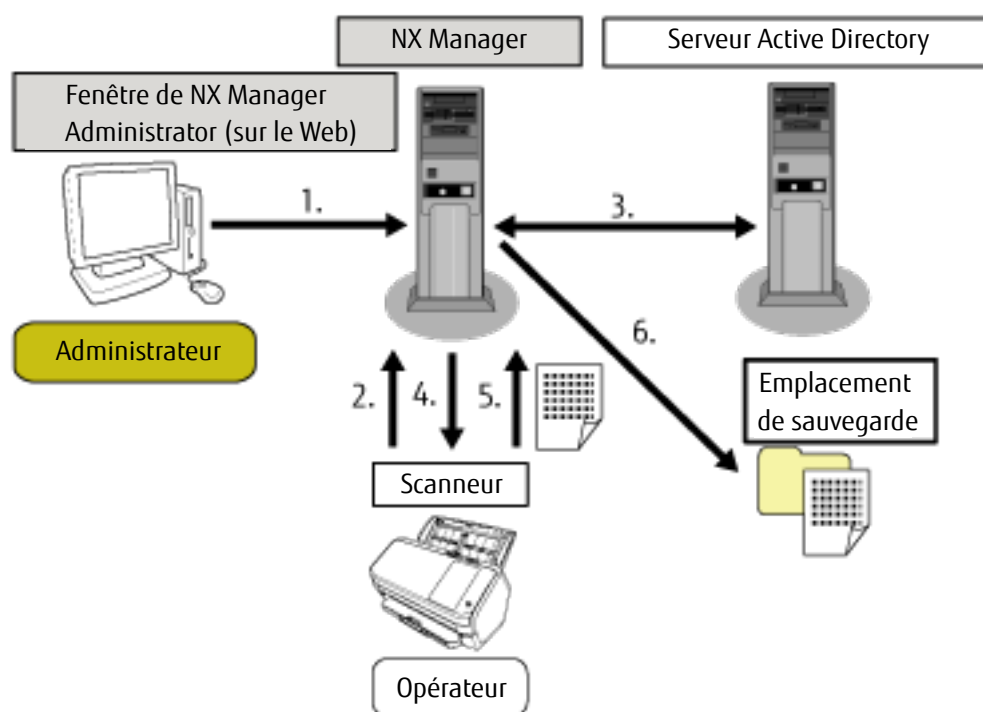 NX Manager
Serveur Active Directory
Fenêtre de NX Manager
Administrator (sur le Web)
1.
3.
Administrateur
6.
2.
4.
5.
Emplacement
de sauvegarde
Scanneur
Opérateur